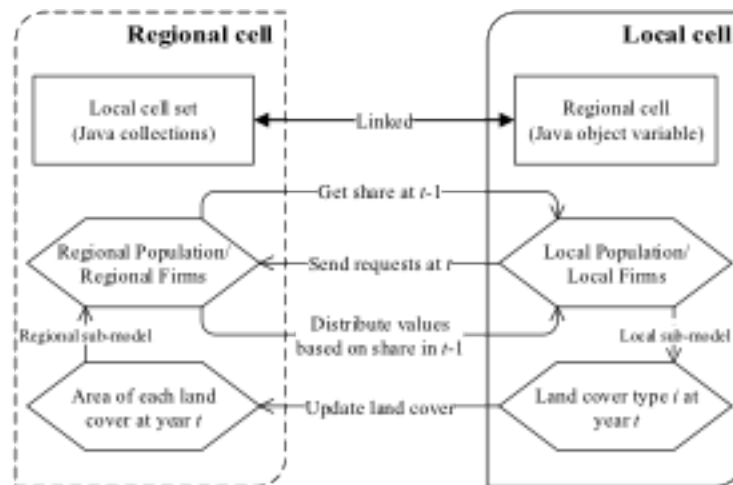 Regional cell
Local cell
Local cell set
(Java collections)
Linked
Regional cell
(Java object variable)
Get share at t-1
Regional Population/
Regional Firms
Send requests at t
Local Population/
Local Firms
Distribute values
based on share in t-1
Regional sub-model
Local sub-model
Area of each land
cover at year t
Update land cover
Land cover type i at
year t